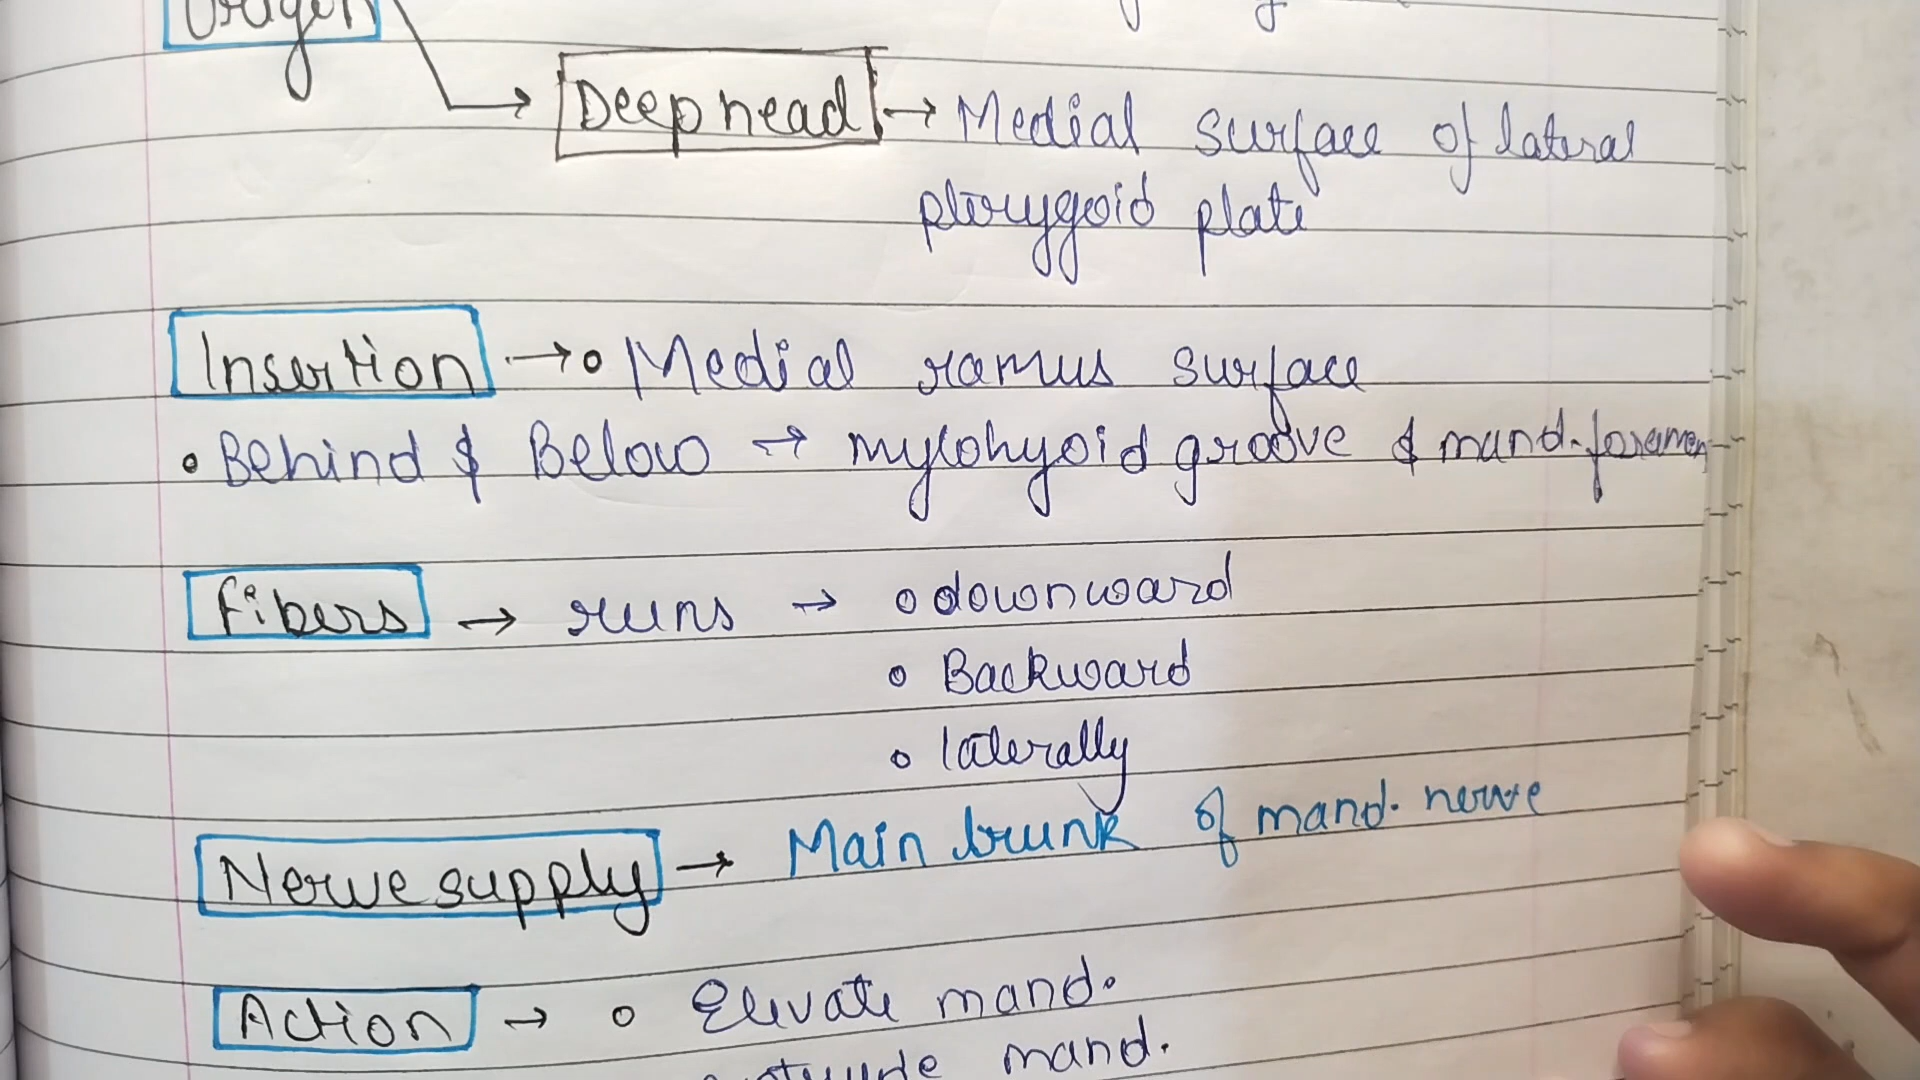 Origin
→ Deep head → Medial surface of lateral
pterygoid plate
Insertion → • Medial ramus surface
• Behind & Below → mylohyoid groove & mand. foramen
Fibers → runs → • downward
• Backward
• laterally
Nerve supply → Main trunk of mand. nerve
Action → • Elevate mand.
mand.